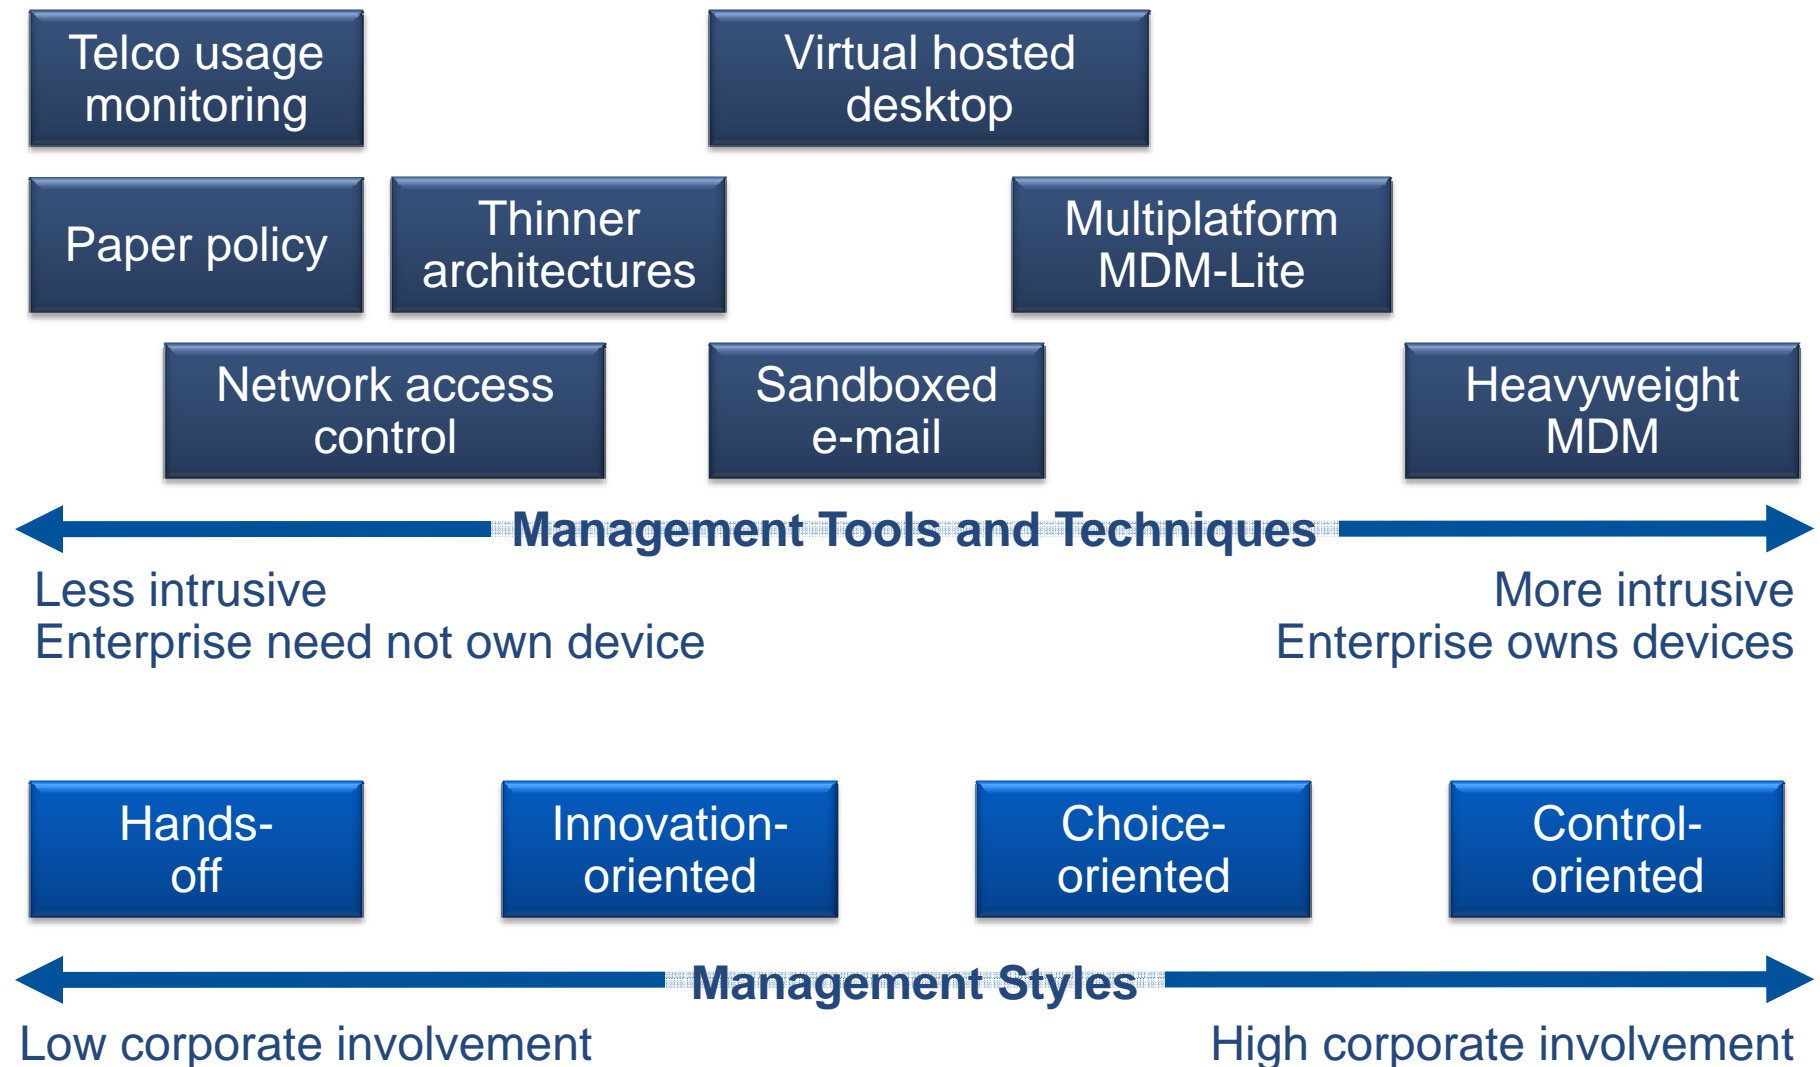 Telco usage
monitoring
Virtual hosted
desktop
Paper policy
Thinner
architectures
Multiplatform
MDM-Lite
Network access
control
Sandboxed
e-mail
Heavyweight
MDM
Management Tools and Techniques
Less intrusive
Enterprise need not own device
More intrusive
Enterprise owns devices
Hands-
off
Innovation-
oriented
Choice-
oriented
Control-
oriented
Management Styles
Low corporate involvement
High corporate involvement